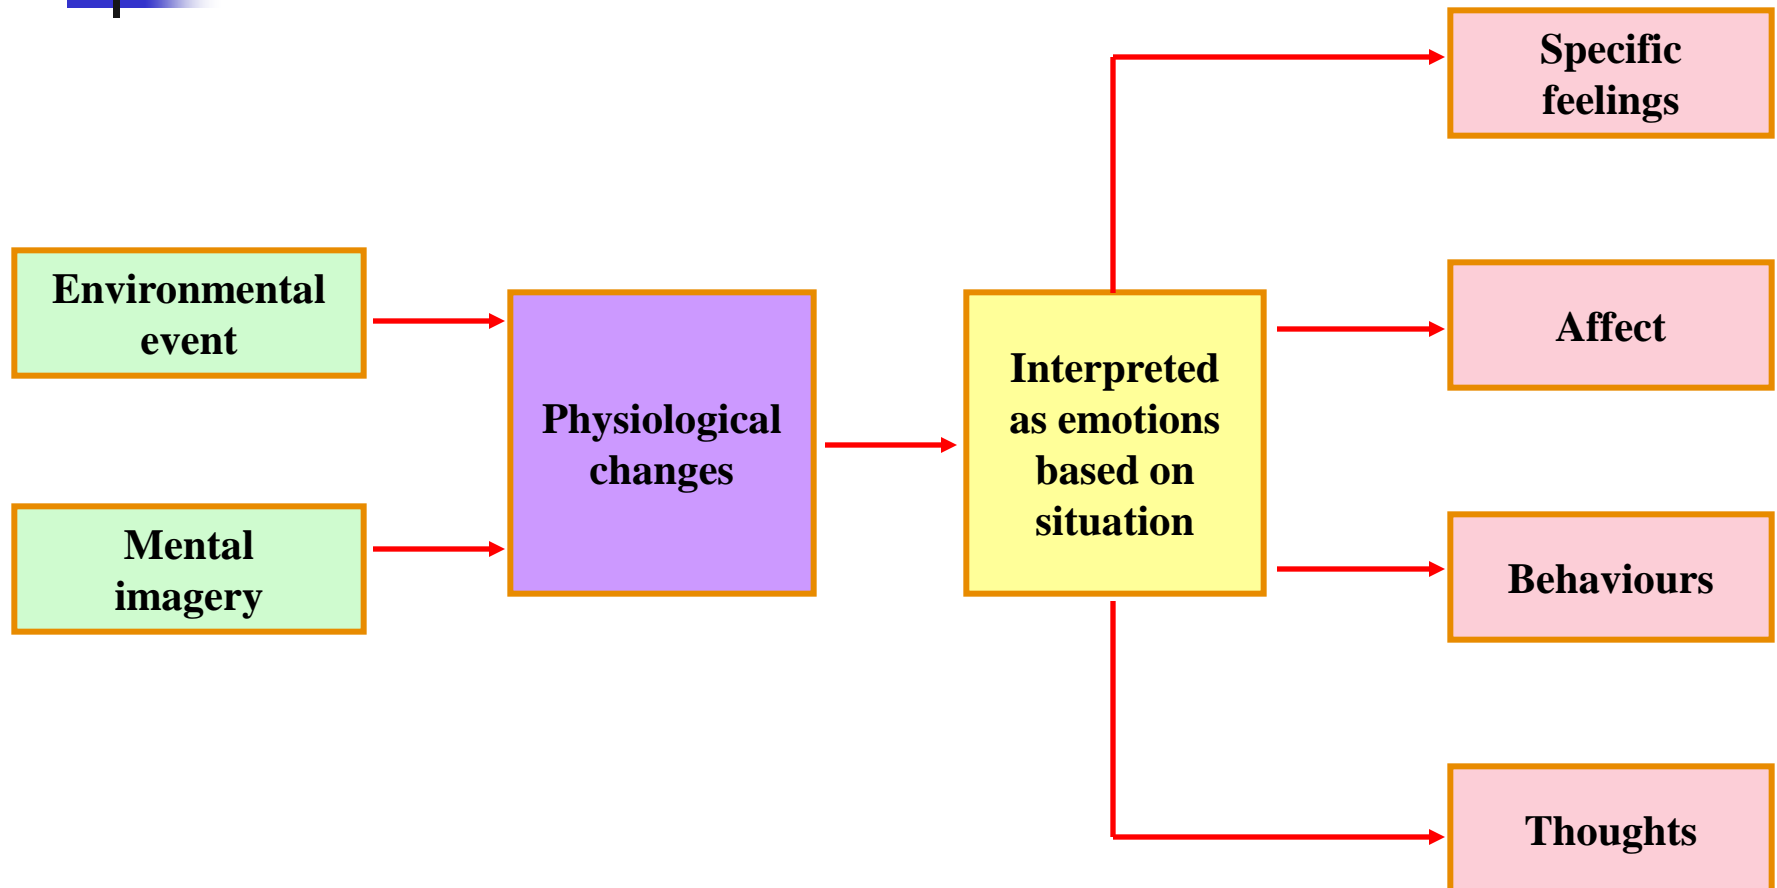 Environmental
event
Mental
imagery
Physiological
changes
Interpreted
as emotions
based on
situation
Specific
feelings
Affect
Behaviours
Thoughts